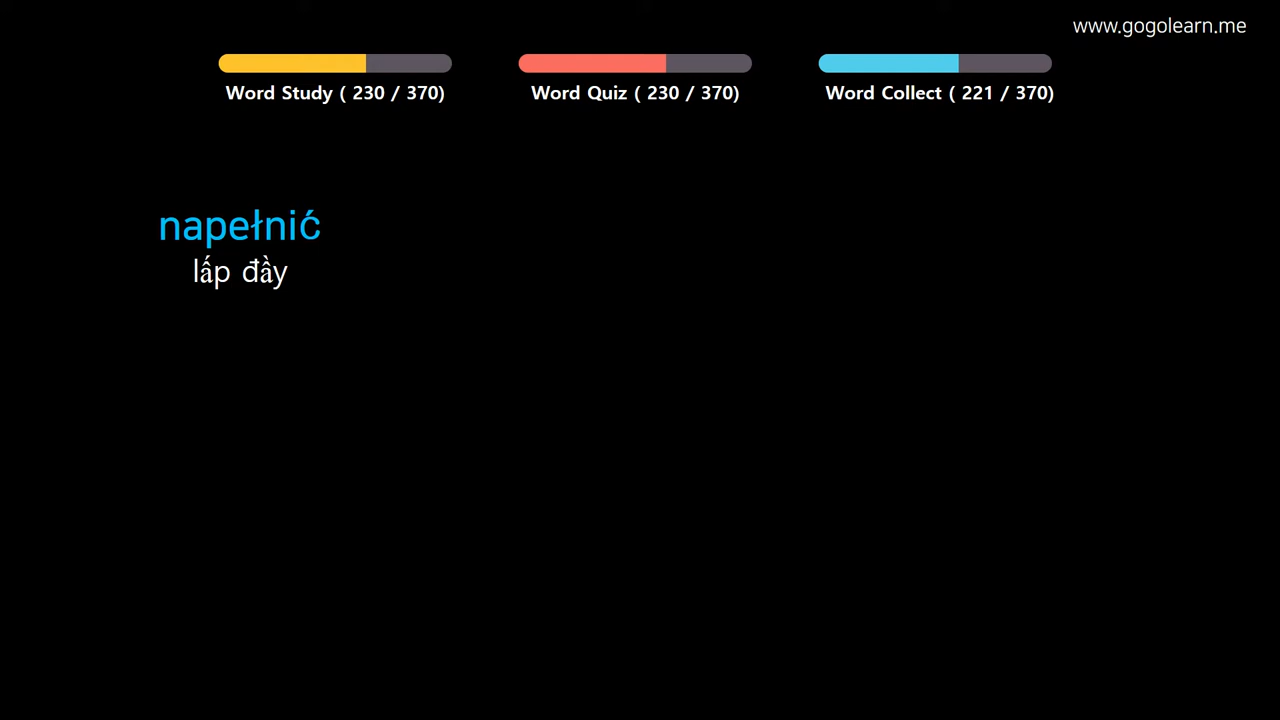 www.gogolearn.me
Word Study ( 230 / 370)
Word Quiz ( 230 / 370)
Word Collect ( 221 / 370)
napełnić
lấp đầy